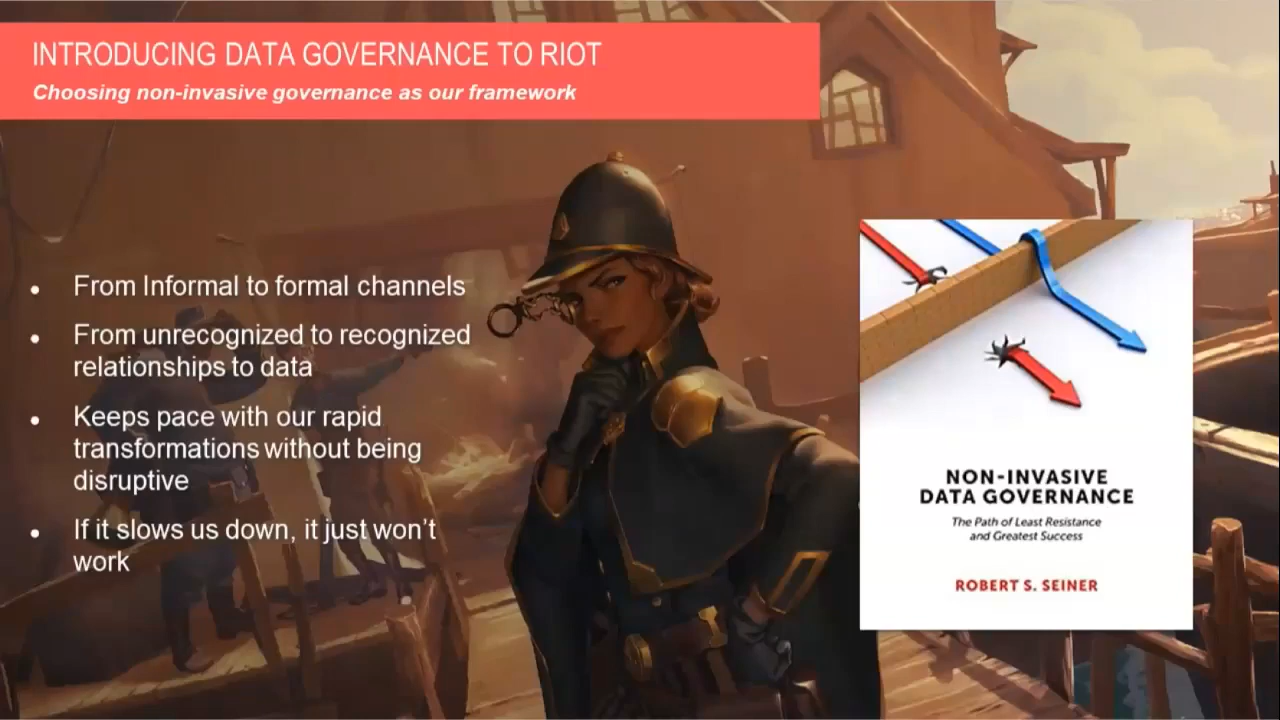 INTRODUCING DATA GOVERNANCE TO RIOT
Choosing non-invasive governance as our framework
From Informal to formal channels
From unrecognized to recognized
relationships to data
Keeps pace with our rapid
transformations without being
disruptive
If it slows us down, it just won't
work
NON-INVASIVE
DATA GOVERNANCE
The Path of Least Resistance
and Greatest Success
ROBERT S. SEINER